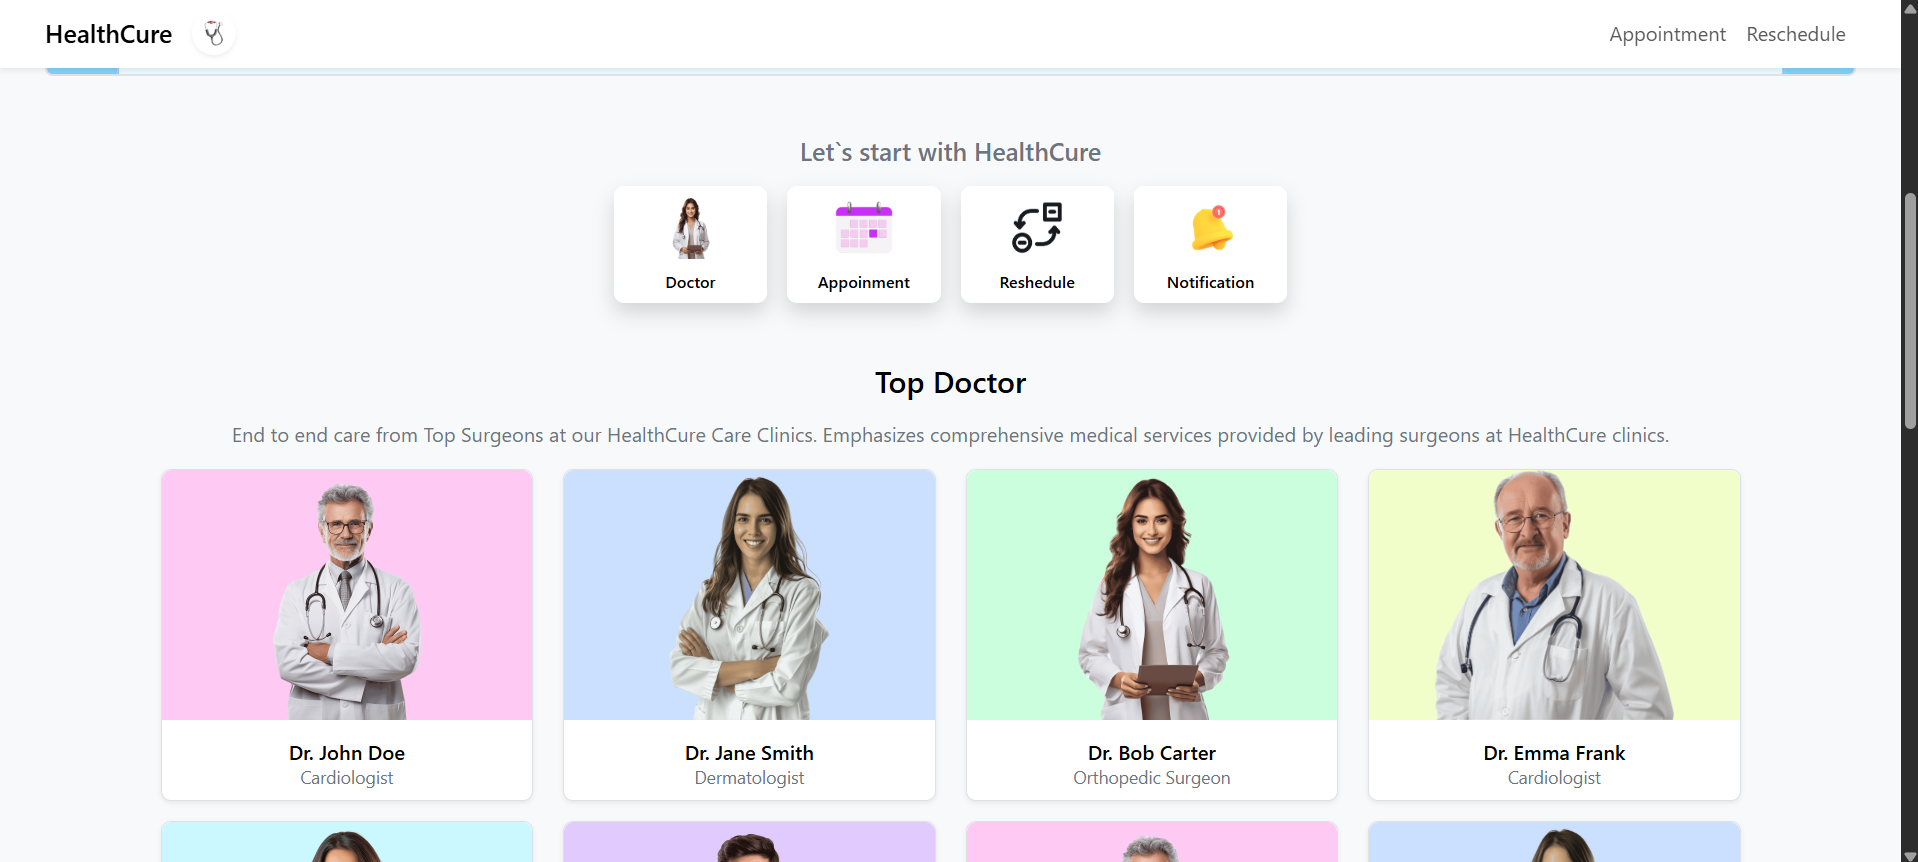 HealthCure
Appointment Reschedule
Let`s start with HealthCure
Doctor
Appoinment
Reshedule
Notification
Top Doctor
End to end care from Top Surgeons at our HealthCure Care Clinics. Emphasizes comprehensive medical services provided by leading surgeons at HealthCure clinics.
Dr. John Doe
Cardiologist
Dr. Jane Smith
Dermatologist
Dr. Bob Carter
Orthopedic Surgeon
Dr. Emma Frank
Cardiologist